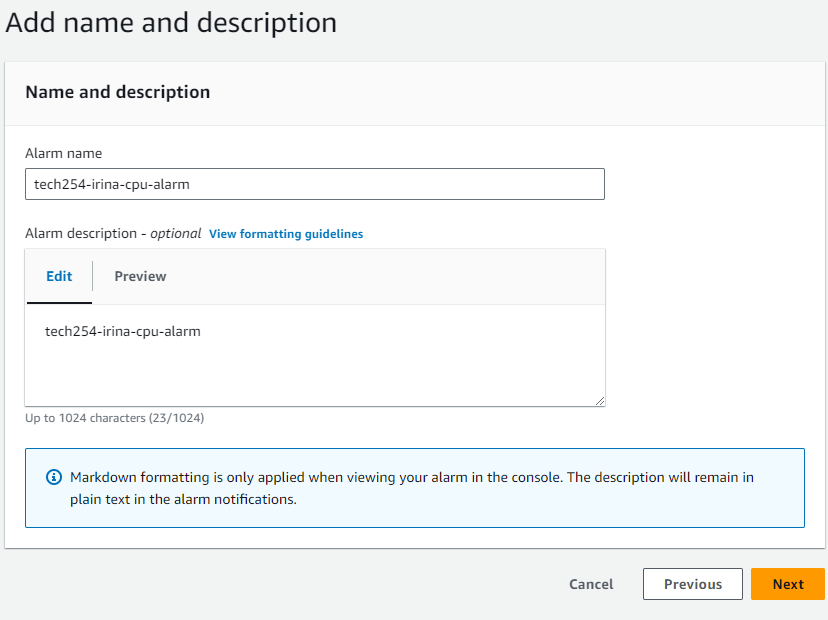 Add name and description
Name and description
Alarm name
tech254-irina-cpu-alarm
Alarm description - optional View formatting guidelines
Edit Preview
tech254-irina-cpu-alarm
Up to 1024 characters (23/1024)
Markdown formatting is only applied when viewing your alarm in the console. The description will remain in
plain text in the alarm notifications.
Cancel Previous Next